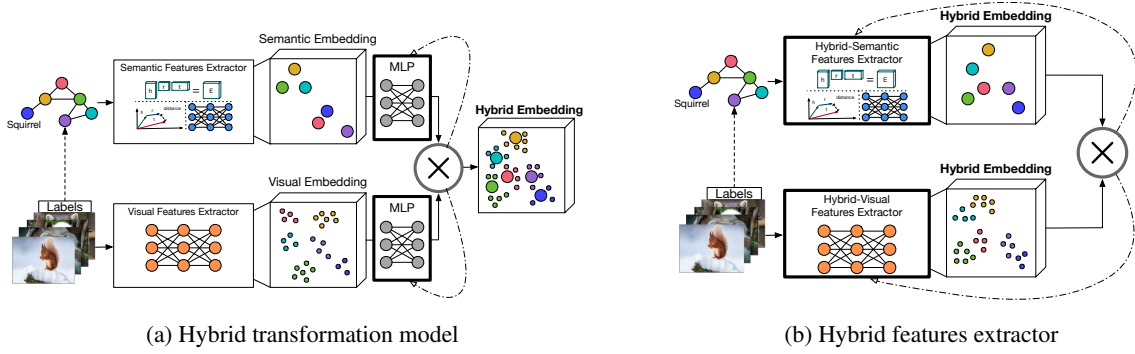 Semantic Embedding
Semantic Features Extractor
h r t = E
h r t distance
MLP
Squirrel
Hybrid Embedding
Visual Embedding
Labels
Visual Features Extractor
MLP
(a) Hybrid transformation model
Hybrid Embedding
Hybrid-Semantic
Features Extractor
h r t = E
h r t distance
Squirrel
Hybrid Embedding
Labels
Hybrid-Visual
Features Extractor
(b) Hybrid features extractor